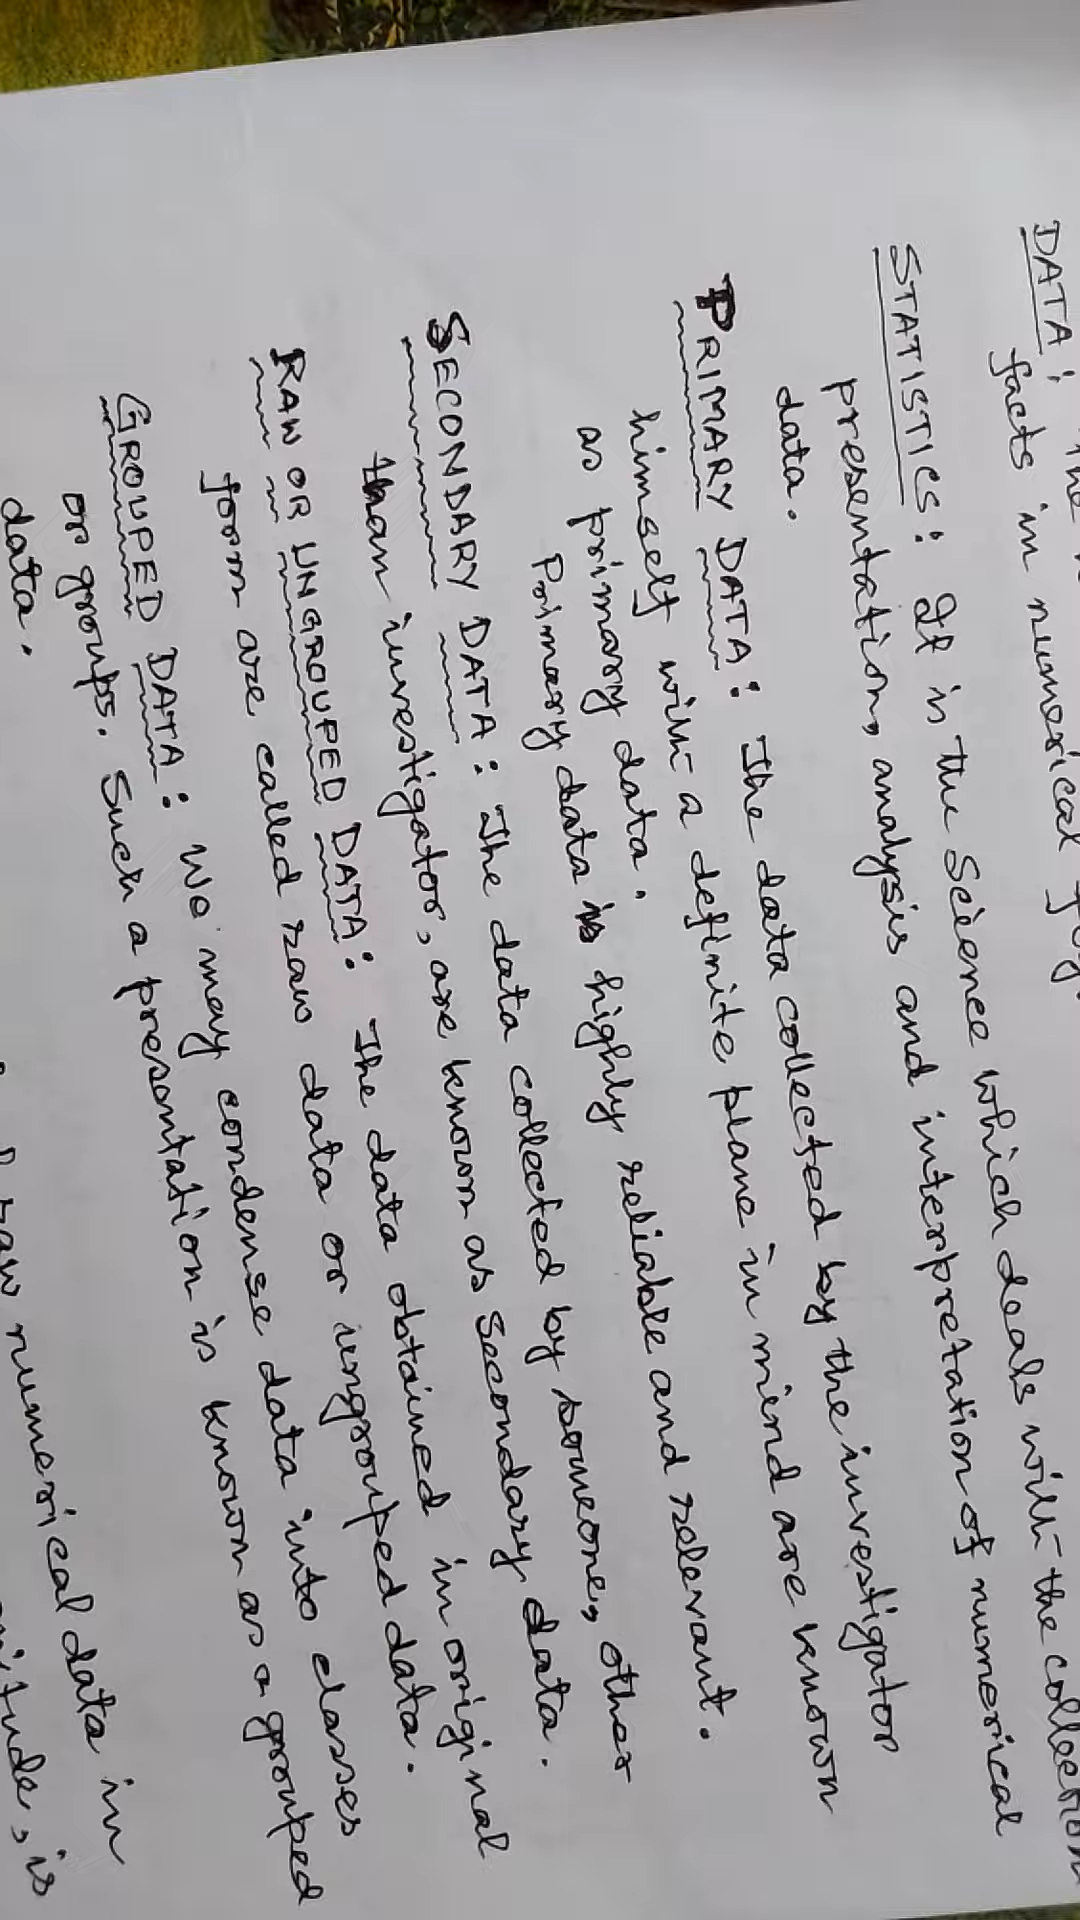 DATA: The
facts in numerical
STATISTICS: It is the Science which deals with the collection
presentation, analysis and interpretation of numerical
data.
PRIMARY DATA: The data collected by the investigator
himself with a definite plane in mind are known
as primary data.
Primary data is highly reliable and relevant.
SECONDARY DATA: The data collected by someone, other
than investigator, are known as Secondary data.
RAW OR UNGROUPED DATA: The data obtained in original
form are called raw data or ungrouped data.
GROUPED DATA: We may condense data into classes
or groups. Such a presantation is known as a grouped
data.
raw numerical data in
is